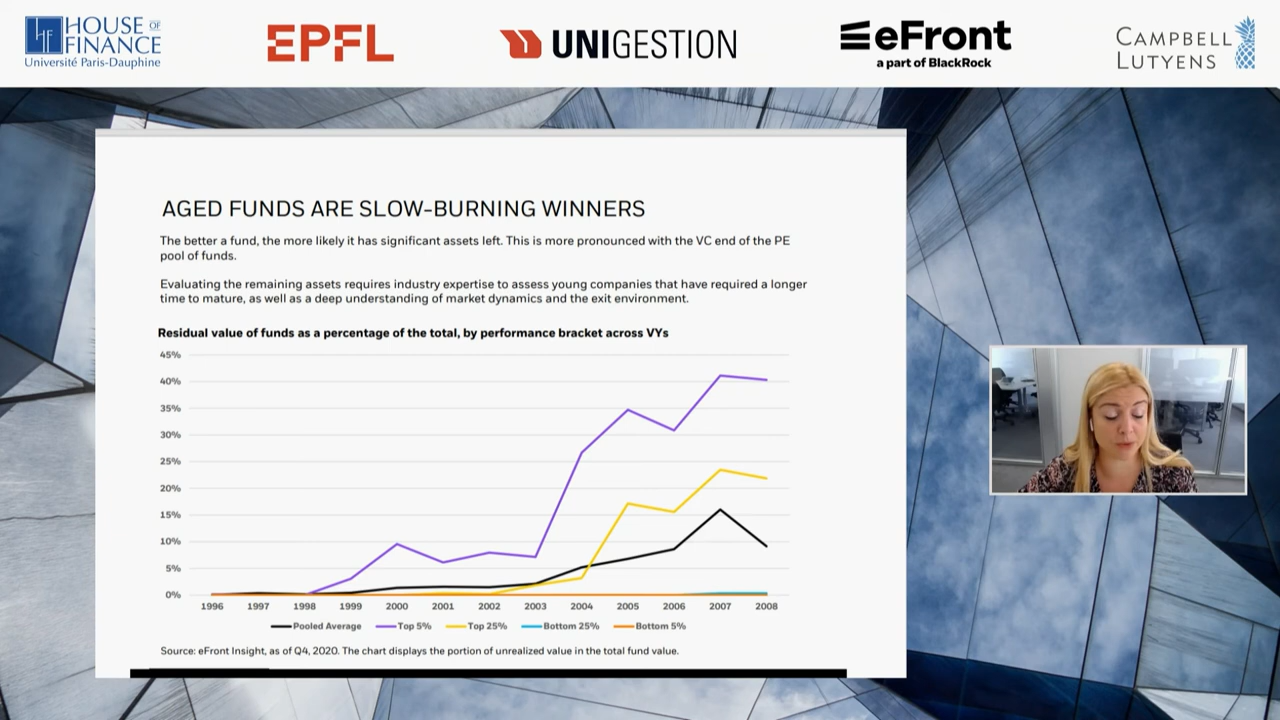 HOUSE OF
FINANCE
Université Paris-Dauphine
EPFL
UNIGESTION
eFront
a part of BlackRock
CAMPBELL
LUTYENS
AGED FUNDS ARE SLOW-BURNING WINNERS
The better a fund, the more likely it has significant assets left. This is more pronounced with the VC end of the PE
pool of funds.
Evaluating the remaining assets requires industry expertise to assess young companies that have required a longer
time to mature, as well as a deep understanding of market dynamics and the exit environment.
Residual value of funds as a percentage of the total, by performance bracket across VYs
45%
40%
35%
30%
25%
20%
15%
10%
5%
0%
1996 1997 1998 1999 2000 2001 2002 2003 2004 2005 2006 2007 2008
Pooled Average Top 5% Top 25% Bottom 25% Bottom 5%
Source: eFront Insight, as of Q4, 2020. The chart displays the portion of unrealized value in the total fund value.